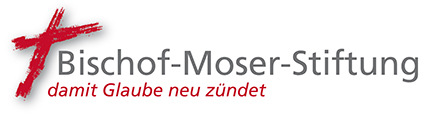 Bischof-Moser-Stiftung
damit Glaube neu zündet